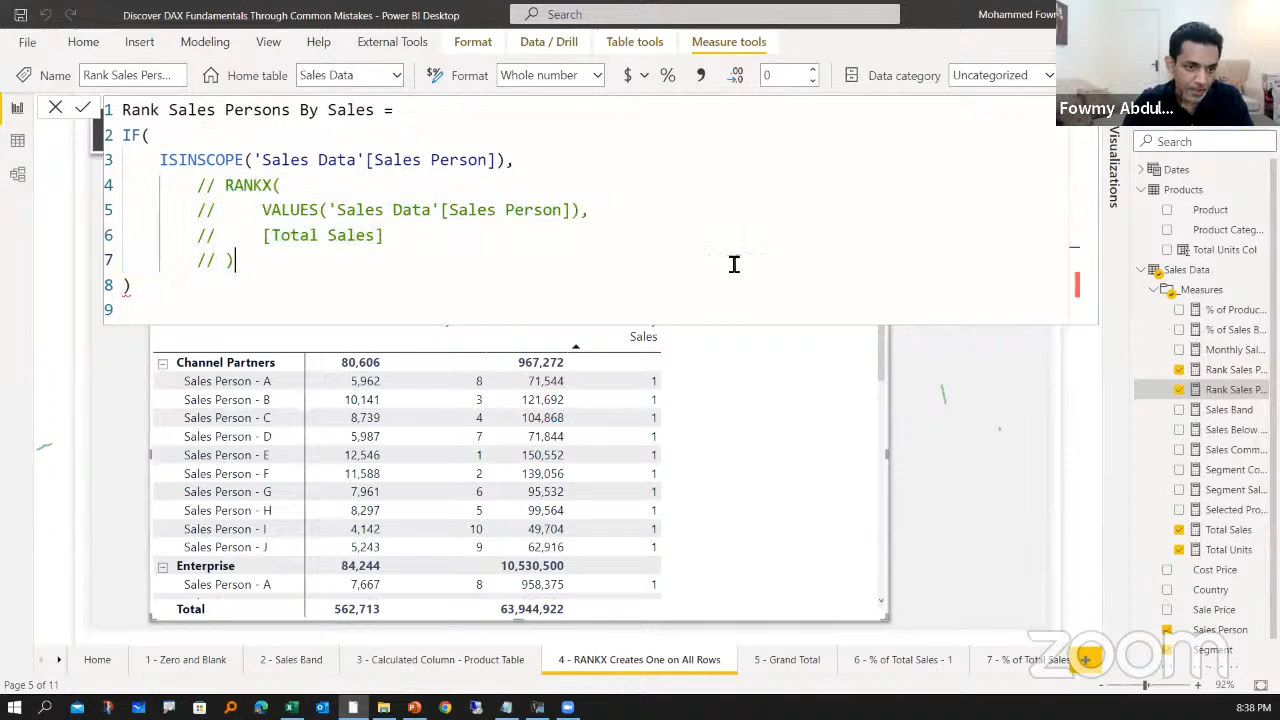 Discover DAX Fundamentals Through Common Mistakes - Power BI Desktop
Search
Mohammed Fowm
File Home Insert Modeling View Help External Tools Format Data / Drill Table tools Measure tools
Name Rank Sales Pers... Home table Sales Data Format Whole number $ % , .00 0 Data category Uncategorized
Fowmy Abdul...
1 Rank Sales Persons By Sales =
2 IF(
3 ISINSCOPE('Sales Data'[Sales Person]),
4 // RANKX(
5 // VALUES('Sales Data'[Sales Person]),
6 // [Total Sales]
7 // )
8 )
9
Sales
Channel Partners 80,606 967,272
Sales Person - A 5,962 8 71,544 1
Sales Person - B 10,141 3 121,692 1
Sales Person - C 8,739 4 104,868 1
Sales Person - D 5,987 7 71,844 1
Sales Person - E 12,546 1 150,552 1
Sales Person - F 11,588 2 139,056 1
Sales Person - G 7,961 6 95,532 1
Sales Person - H 8,297 5 99,564 1
Sales Person - I 4,142 10 49,704 1
Sales Person - J 5,243 9 62,916 1
Enterprise 84,244 10,530,500
Sales Person - A 7,667 8 958,375 1
Total 562,713 63,944,922
Visualizations
Search
Dates
Products
Product
Product Categ...
Total Units Col
Sales Data
_Measures
% of Produc...
% of Sales B...
Monthly Sal...
Rank Sales P...
Rank Sales P...
Sales Band
Sales Below ...
Sales Comm...
Segment Co...
Segment Sal...
Selected Pro...
Total Sales
Total Units
Cost Price
Country
Sale Price
Sales Person
Segment
zoom
Home 1 - Zero and Blank 2 - Sales Band 3 - Calculated Column - Product Table 4 - RANKX Creates One on All Rows 5 - Grand Total 6 - % of Total Sales - 1 7 - % of Total Sales
Page 5 of 11
92%
8:38 PM